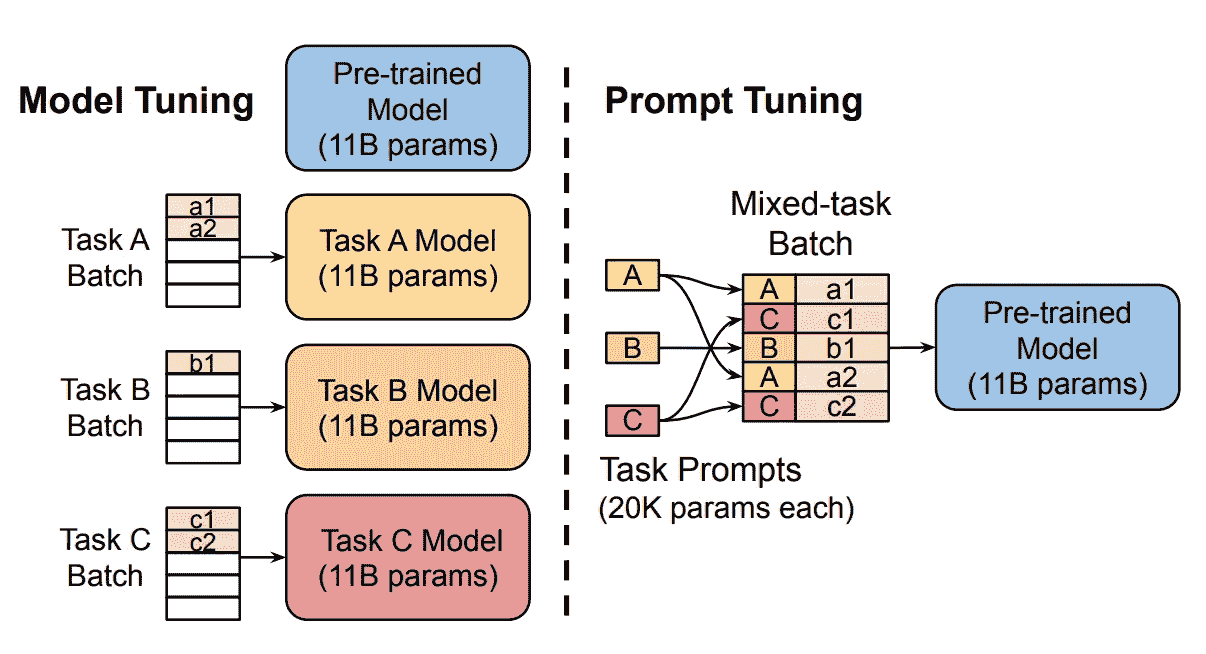 Model Tuning
Pre-trained
Model
(11B params)
Task A
Batch
a1
a2
Task A Model
(11B params)
Task B
Batch
b1
Task B Model
(11B params)
Task C
Batch
c1
c2
Task C Model
(11B params)
Prompt Tuning
Mixed-task
Batch
A
B
C
A a1
C c1
B b1
A a2
C c2
Task Prompts
(20K params each)
Pre-trained
Model
(11B params)